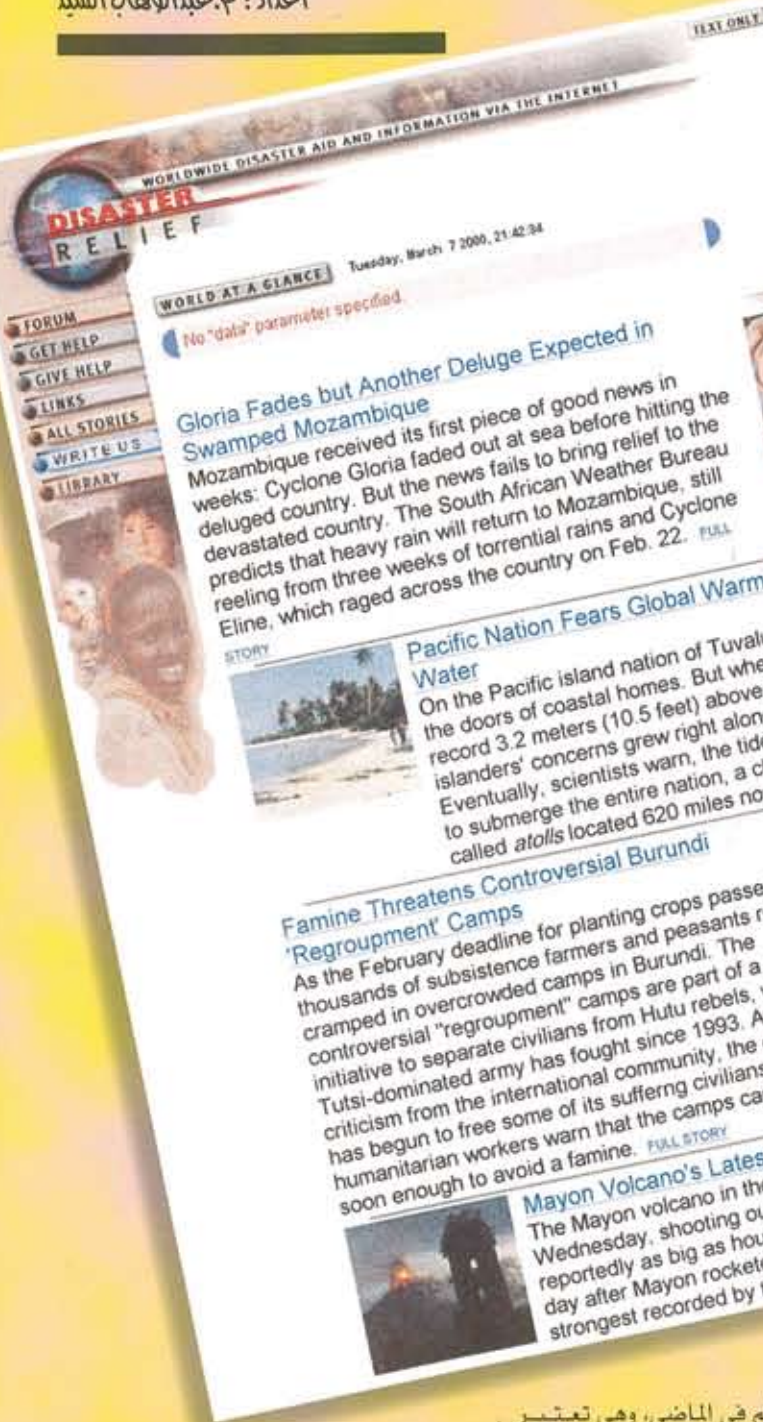 اعداد : م. عبدالوهاب السيد
TEXT ONLY
WORLDWIDE DISASTER AID AND INFORMATION VIA THE INTERNET
DISASTER
RELIEF
WORLD AT A GLANCE
Tuesday, March 7 2000, 21:42:34
No "data" parameter specified.
FORUM
GET HELP
GIVE HELP
LINKS
ALL STORIES
WRITE US
LIBRARY
Gloria Fades but Another Deluge Expected in
Swamped Mozambique
Mozambique received its first piece of good news in
weeks: Cyclone Gloria faded out at sea before hitting the
deluged country. But the news fails to bring relief to the
devastated country. The South African Weather Bureau
predicts that heavy rain will return to Mozambique, still
reeling from three weeks of torrential rains and Cyclone
Eline, which raged across the country on Feb. 22. FULL
STORY
Pacific Nation Fears Global Warm
Water
On the Pacific island nation of Tuval
the doors of coastal homes. But whe
record 3.2 meters (10.5 feet) above
islanders' concerns grew right alon
Eventually, scientists warn, the tide
to submerge the entire nation, a c
called atolls located 620 miles no
Famine Threatens Controversial Burundi
'Regroupment' Camps
As the February deadline for planting crops passe
thousands of subsistence farmers and peasants r
cramped in overcrowded camps in Burundi. The
controversial "regroupment" camps are part of a
initiative to separate civilians from Hutu rebels,
Tutsi-dominated army has fought since 1993. A
criticism from the international community, the
has begun to free some of its sufferng civilians
humanitarian workers warn that the camps ca
soon enough to avoid a famine. FULL STORY
Mayon Volcano's Lates
The Mayon volcano in the
Wednesday, shooting ou
reportedly as big as hou
day after Mayon rockete
strongest recorded by t
في الماضي، وهي تعتبر